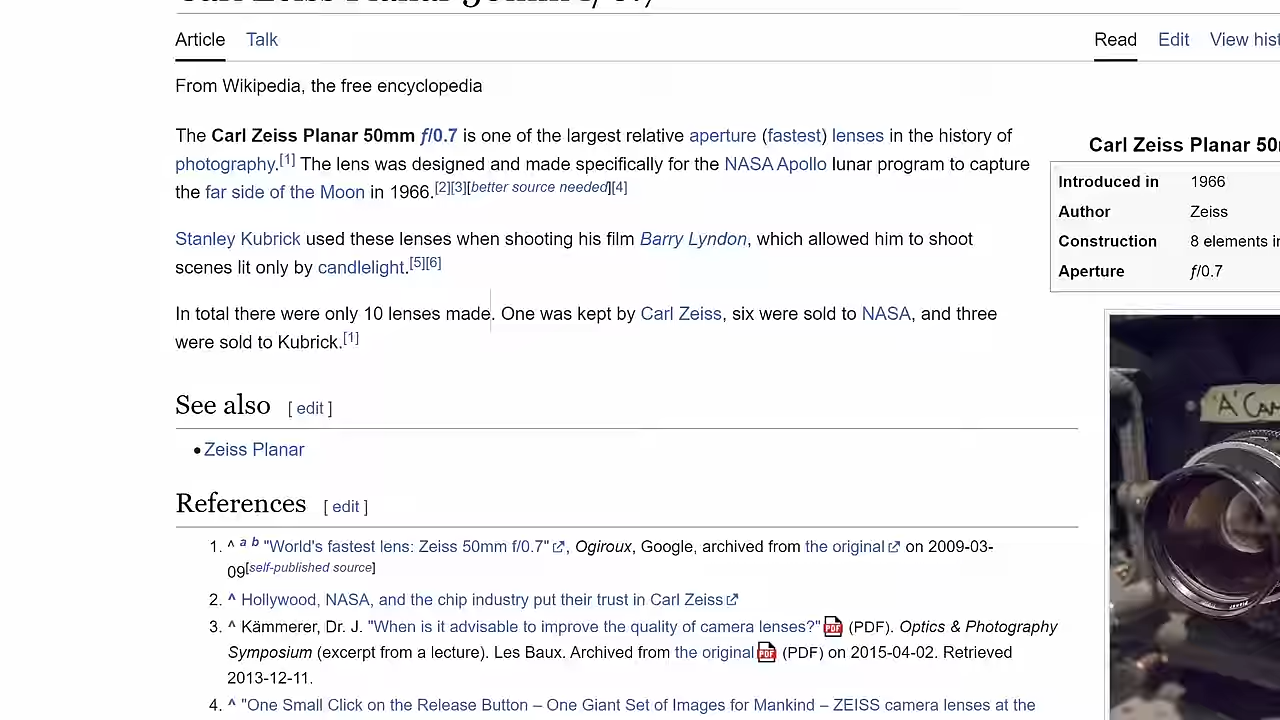 Carl Zeiss Planar 50mm f/0.7
Article Talk Read Edit View hist
From Wikipedia, the free encyclopedia
The Carl Zeiss Planar 50mm f/0.7 is one of the largest relative aperture (fastest) lenses in the history of
photography.[1] The lens was designed and made specifically for the NASA Apollo lunar program to capture
the far side of the Moon in 1966.[2][3][better source needed][4]
Stanley Kubrick used these lenses when shooting his film Barry Lyndon, which allowed him to shoot
scenes lit only by candlelight.[5][6]
In total there were only 10 lenses made. One was kept by Carl Zeiss, six were sold to NASA, and three
were sold to Kubrick.[1]
Carl Zeiss Planar 50
Introduced in 1966
Author Zeiss
Construction 8 elements in
Aperture f/0.7
'A' CAM
See also [ edit ]
• Zeiss Planar
References [ edit ]
1. ^ a b "World's fastest lens: Zeiss 50mm f/0.7", Ogiroux, Google, archived from the original on 2009-03-
09[self-published source]
2. ^ Hollywood, NASA, and the chip industry put their trust in Carl Zeiss
3. ^ Kämmerer, Dr. J. "When is it advisable to improve the quality of camera lenses?" PDF (PDF). Optics & Photography
Symposium (excerpt from a lecture). Les Baux. Archived from the original PDF (PDF) on 2015-04-02. Retrieved
2013-12-11.
4. ^ "One Small Click on the Release Button – One Giant Set of Images for Mankind – ZEISS camera lenses at the